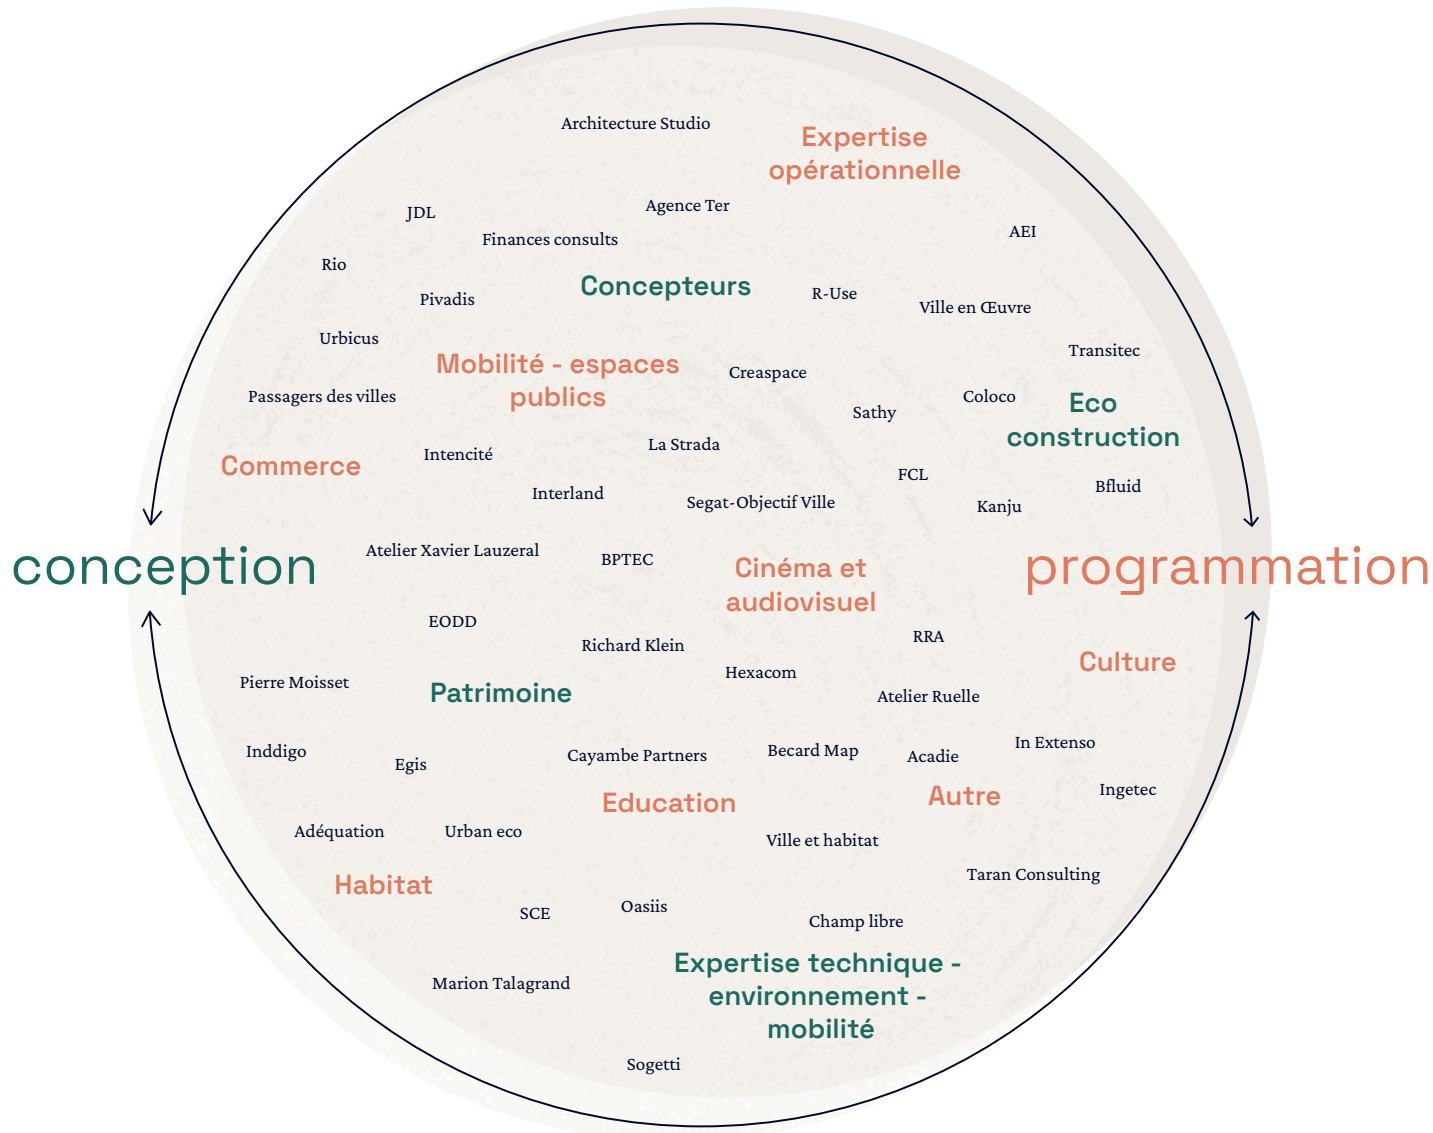 Architecture Studio
Expertise
opérationnelle
Agence Ter
JDL
AEI
Finances consults
Rio
Concepteurs
R-Use
Pivadis
Ville en Œuvre
Urbicus
Transitec
Mobilité - espaces
publics
Creaspace
Passagers des villes
Coloco
Eco
construction
Sathy
La Strada
Intencité
Commerce
FCL
Bfluid
Interland
Segat-Objectif Ville
Kanju
Atelier Xavier Lauzeral
BPTEC
conception
Cinéma et
audiovisuel
programmation
EODD
RRA
Richard Klein
Culture
Hexacom
Pierre Moisset
Patrimoine
Atelier Ruelle
In Extenso
Inddigo
Becard Map
Cayambe Partners
Acadie
Egis
Ingetec
Autre
Education
Adéquation
Urban eco
Ville et habitat
Taran Consulting
Habitat
Oasiis
SCE
Champ libre
Expertise technique -
environnement -
mobilité
Marion Talagrand
Sogetti